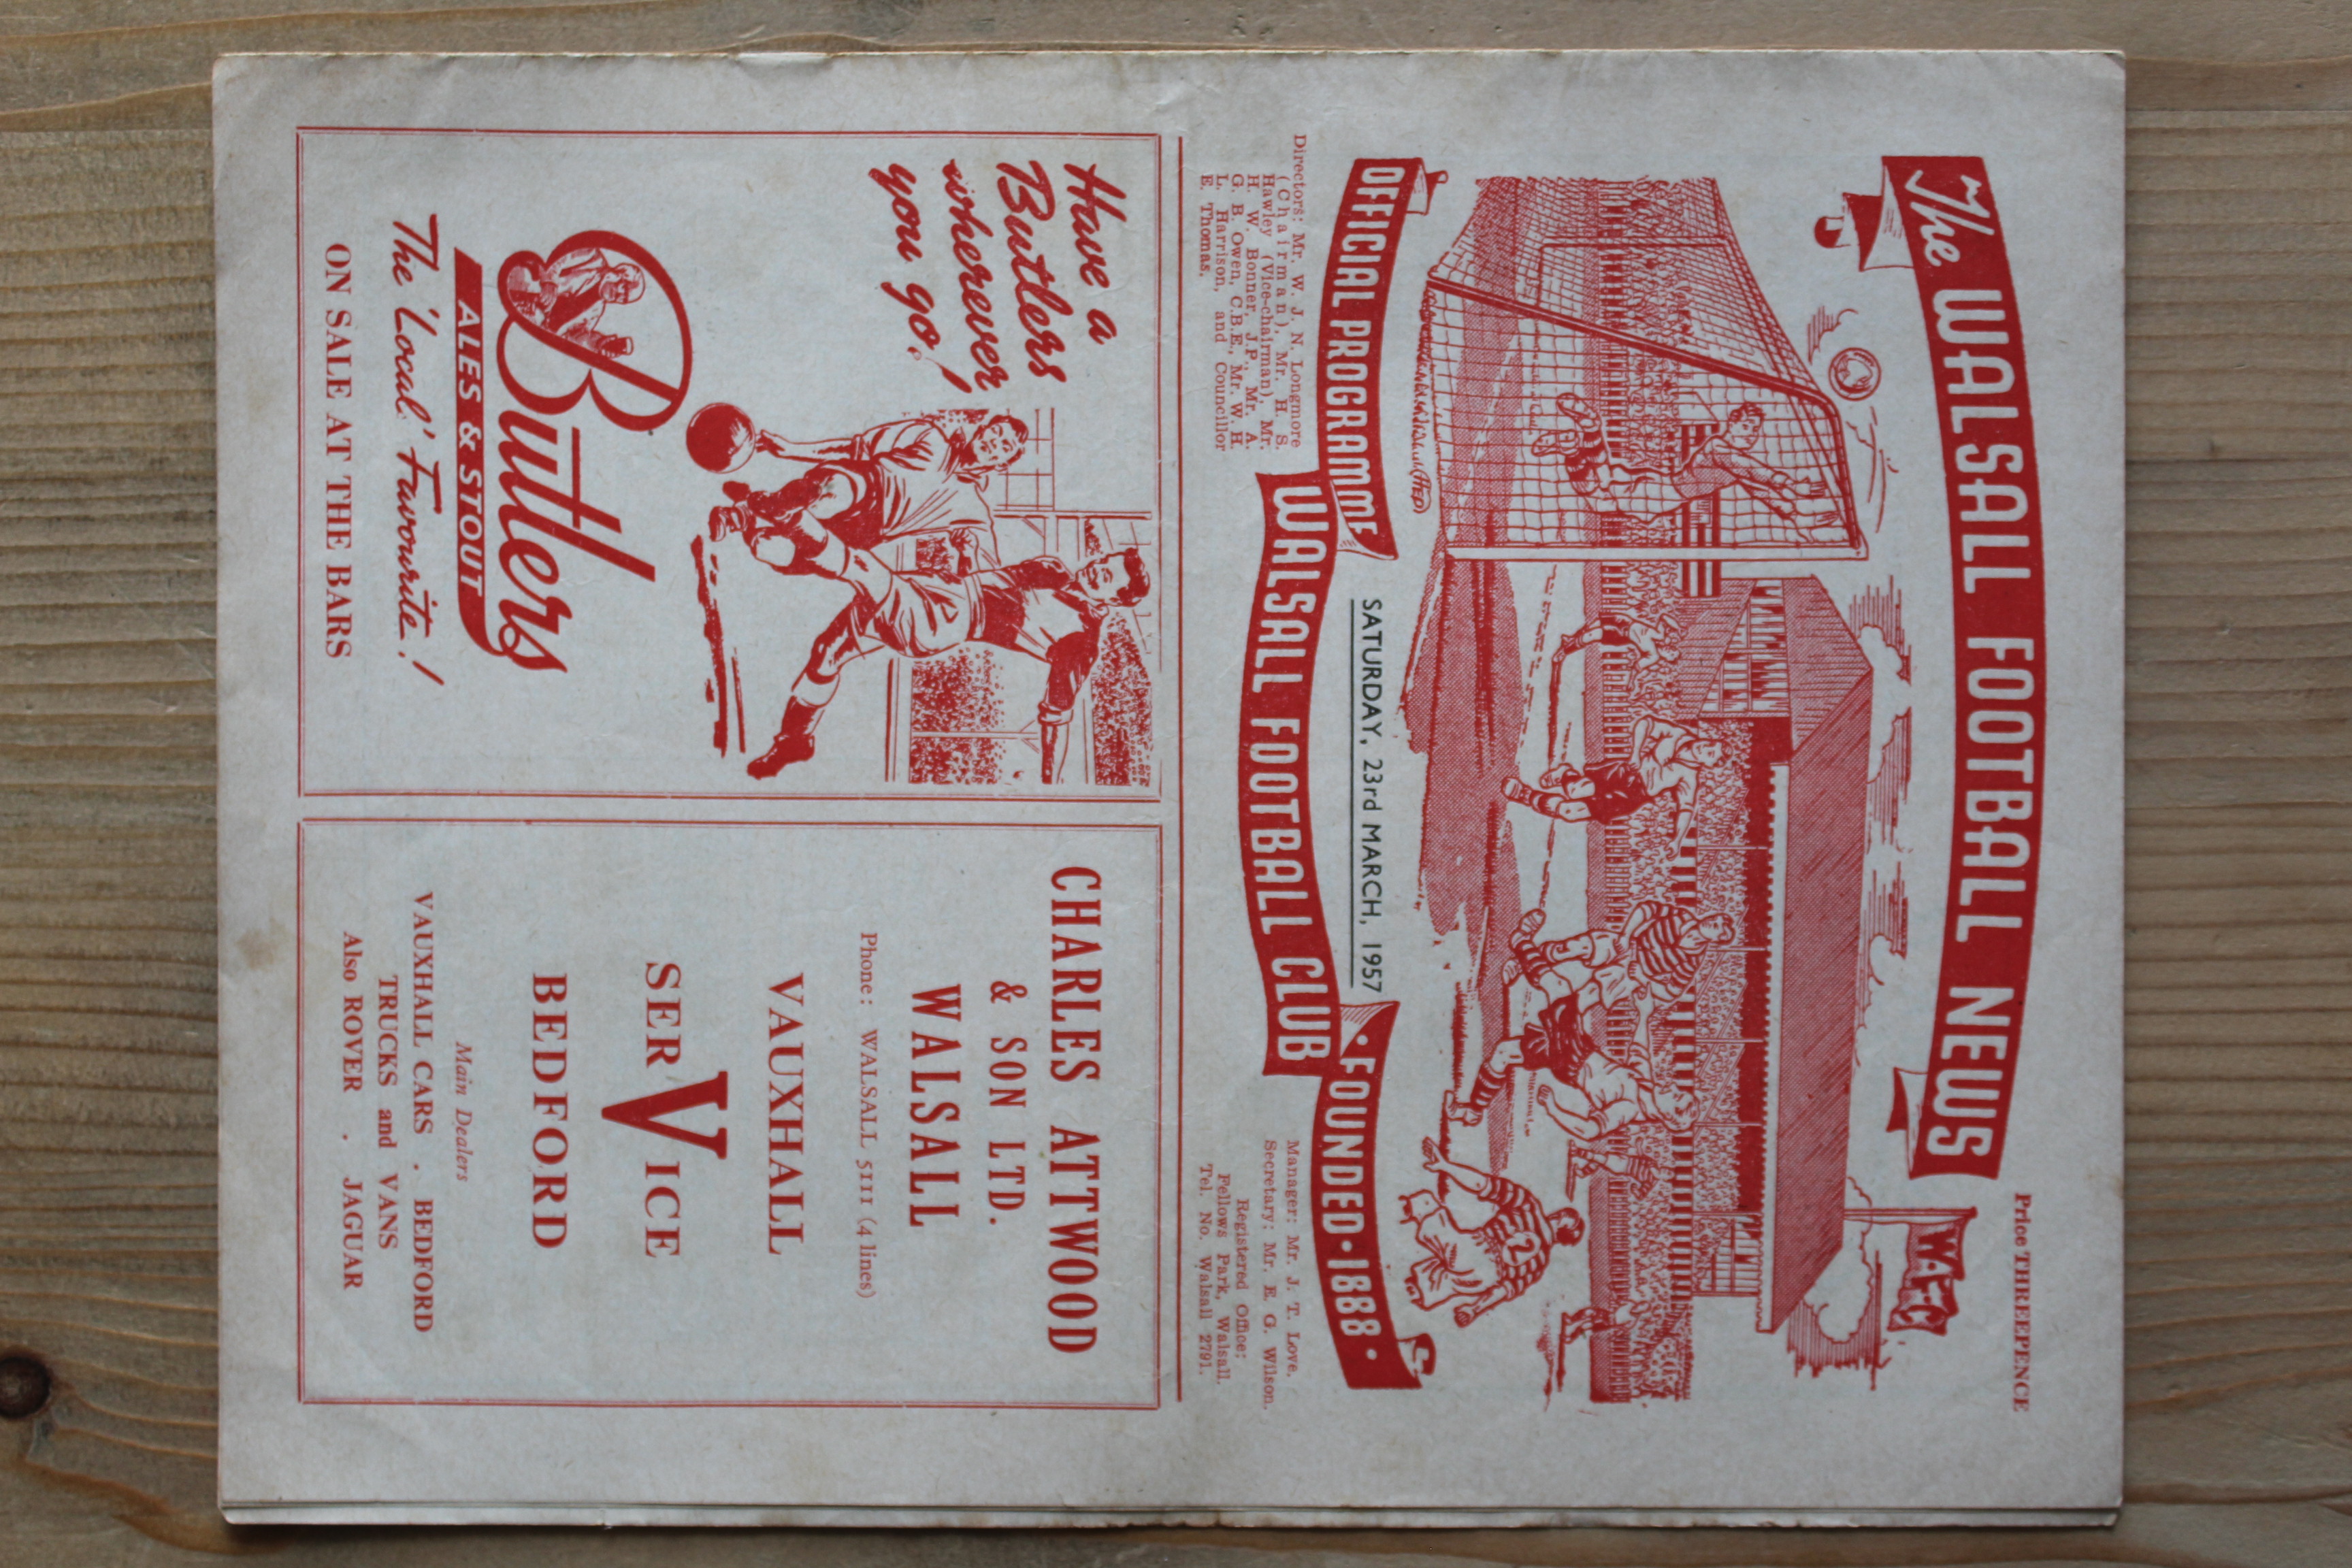 Price THREEPENCE
The WALSALL FOOTBALL NEWS
W.A.F.C
2
OFFICIAL PROGRAMME
SATURDAY, 23rd MARCH, 1957
WALSALL FOOTBALL CLUB
• FOUNDED • 1888 •
Directors: Mr. W. J. N. Longmore
(Chairman), Mr. H. S.
Hawley (Vice-chairman), Mr.
H. W. Bonner, J.P., Mr. A.
G. B. Owen, C.B.E., Mr. W. H.
L. Harrison, and Councillor
E. Thomas.
Manager: Mr. J. T. Love.
Secretary: Mr. E. G. Wilson.
Registered Office:
Fellows Park, Walsall.
Tel. No. Walsall 2791.
Have a
Butlers
wherever
you go!
Butlers
ALES & STOUT
The 'Local' Favourite!
ON SALE AT THE BARS
CHARLES ATTWOOD
& SON LTD.
WALSALL
Phone: WALSALL 5111 (4 lines)
VAUXHALL
SERVICE
BEDFORD
Main Dealers
VAUXHALL CARS . BEDFORD
TRUCKS and VANS
Also ROVER . JAGUAR